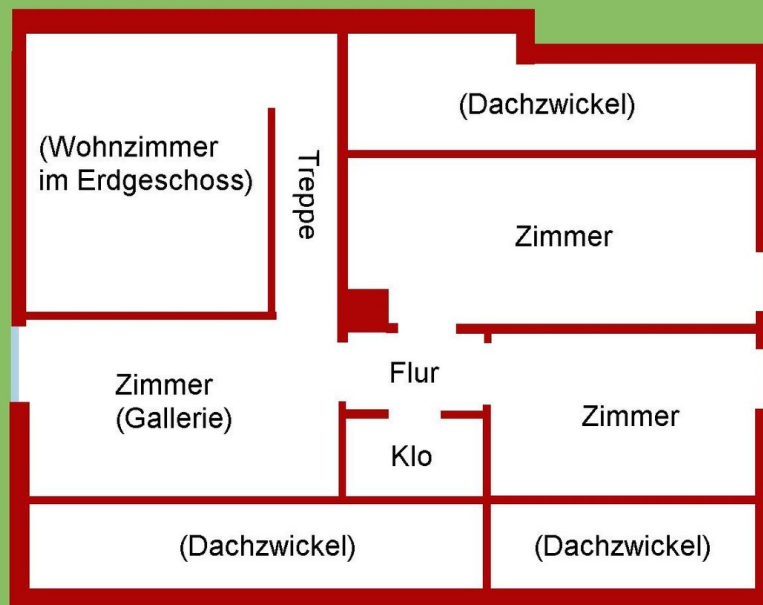 (Dachzwickel)
(Wohnzimmer
im Erdgeschoss)
Treppe
Zimmer
Zimmer
(Gallerie)
Flur
Zimmer
Klo
(Dachzwickel)
(Dachzwickel)